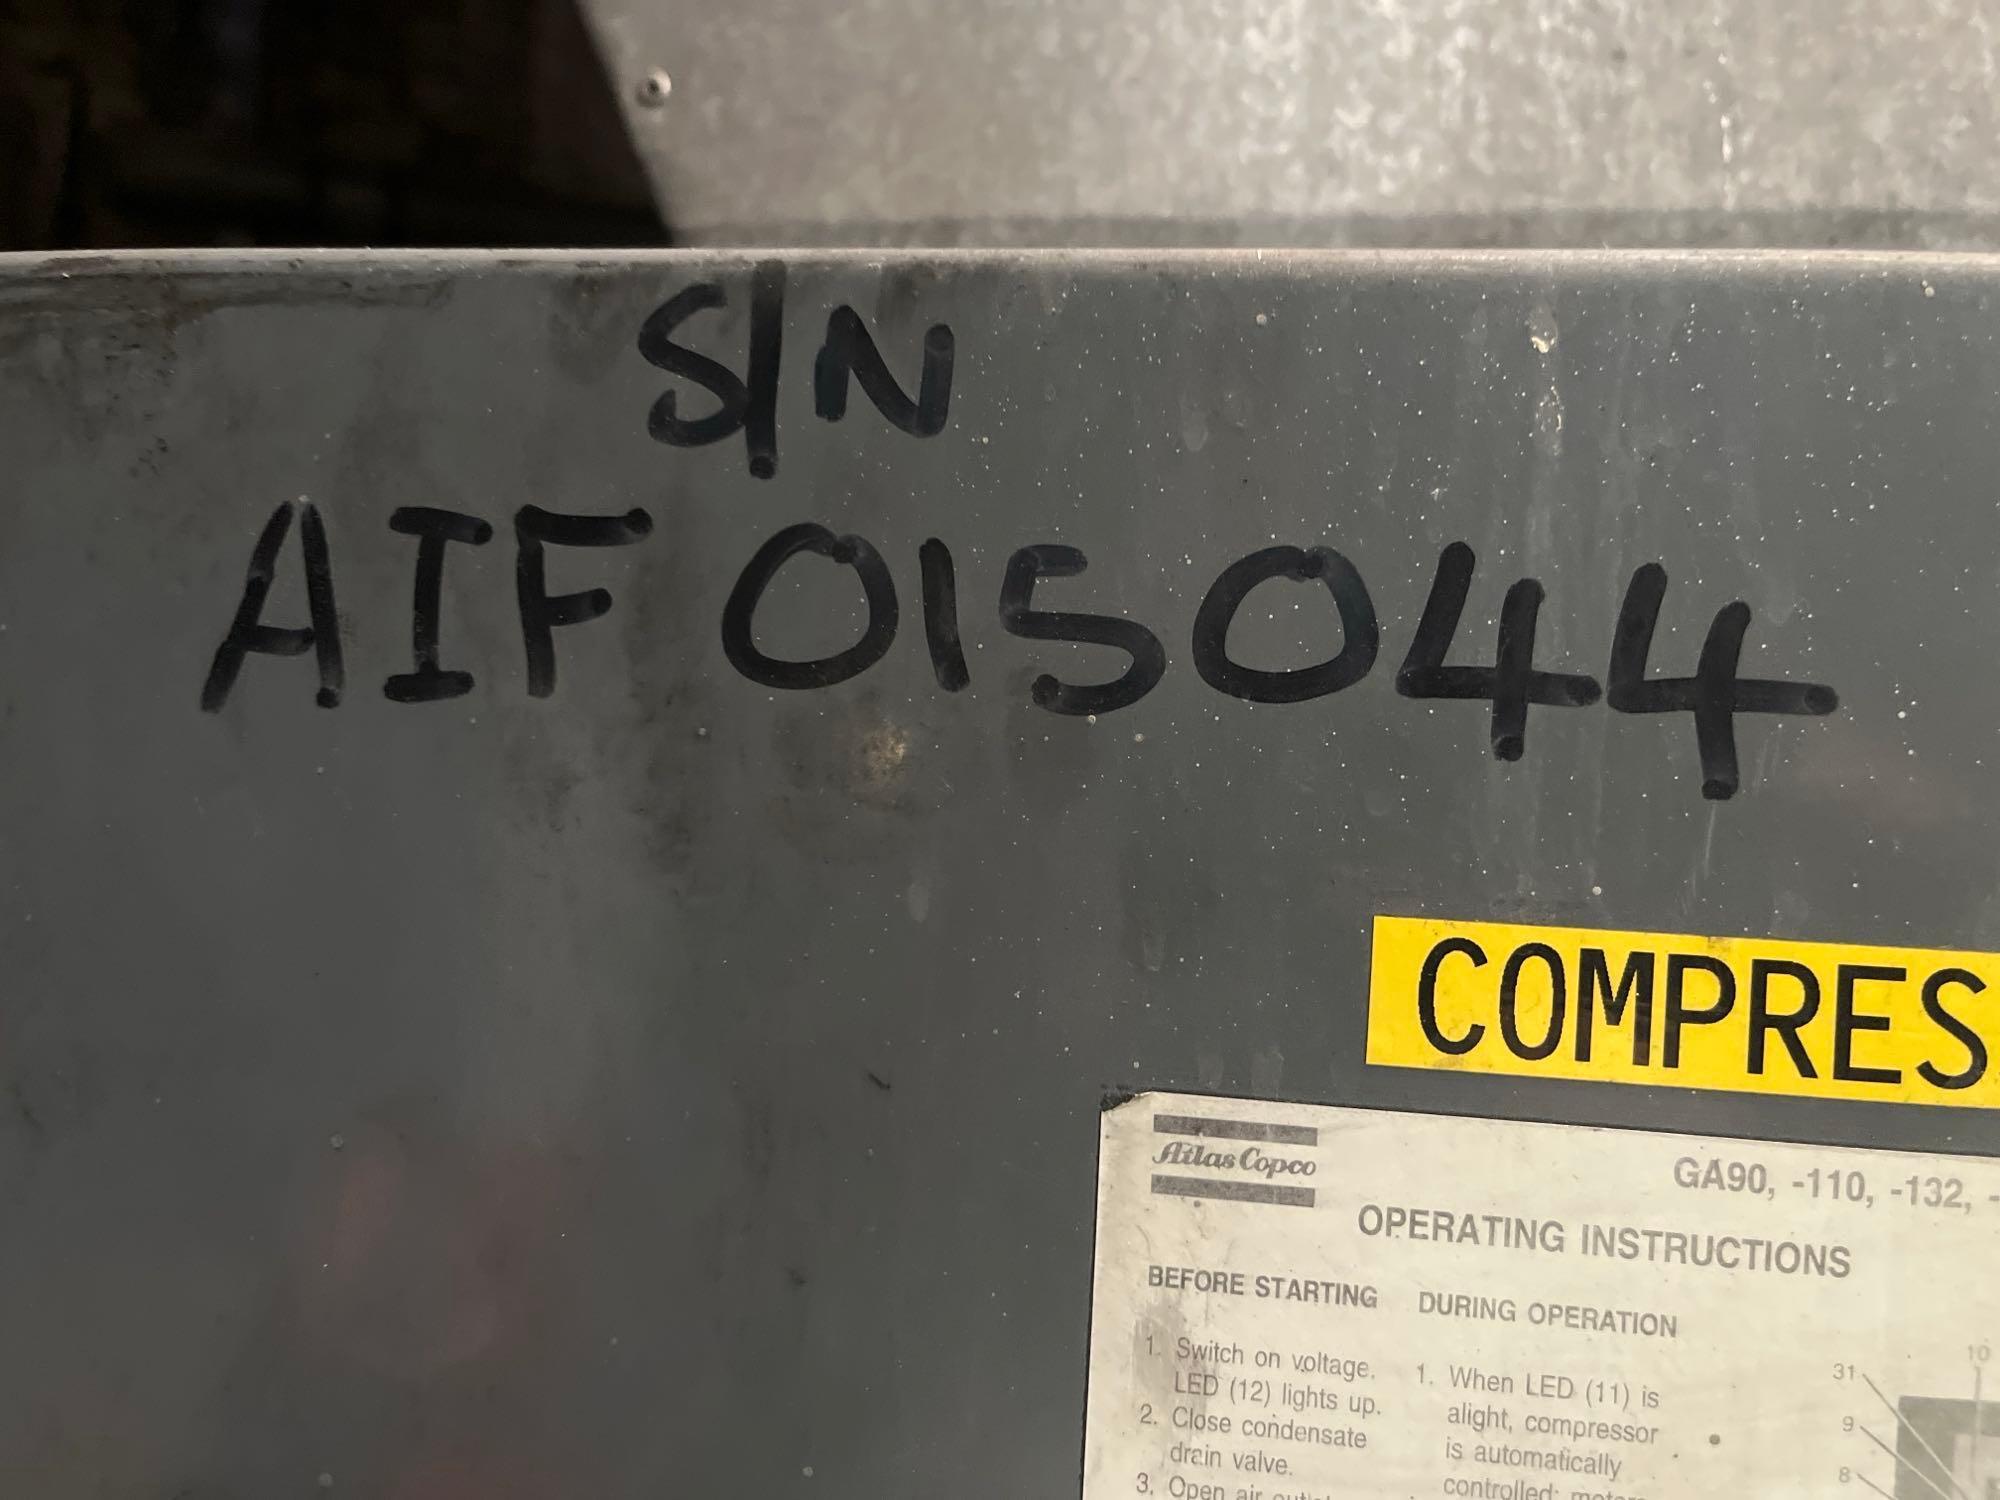 S/N
AIF 015044
COMPRES
Atlas Copco
GA90, -110, -132, -
OPERATING INSTRUCTIONS
BEFORE STARTING
1. Switch on voltage.
LED (12) lights up.
2. Close condensate
drain valve.
3. Open air
DURING OPERATION
1. When LED (11) is
alight, compressor
is automatically
controlled:
10
31
9
8